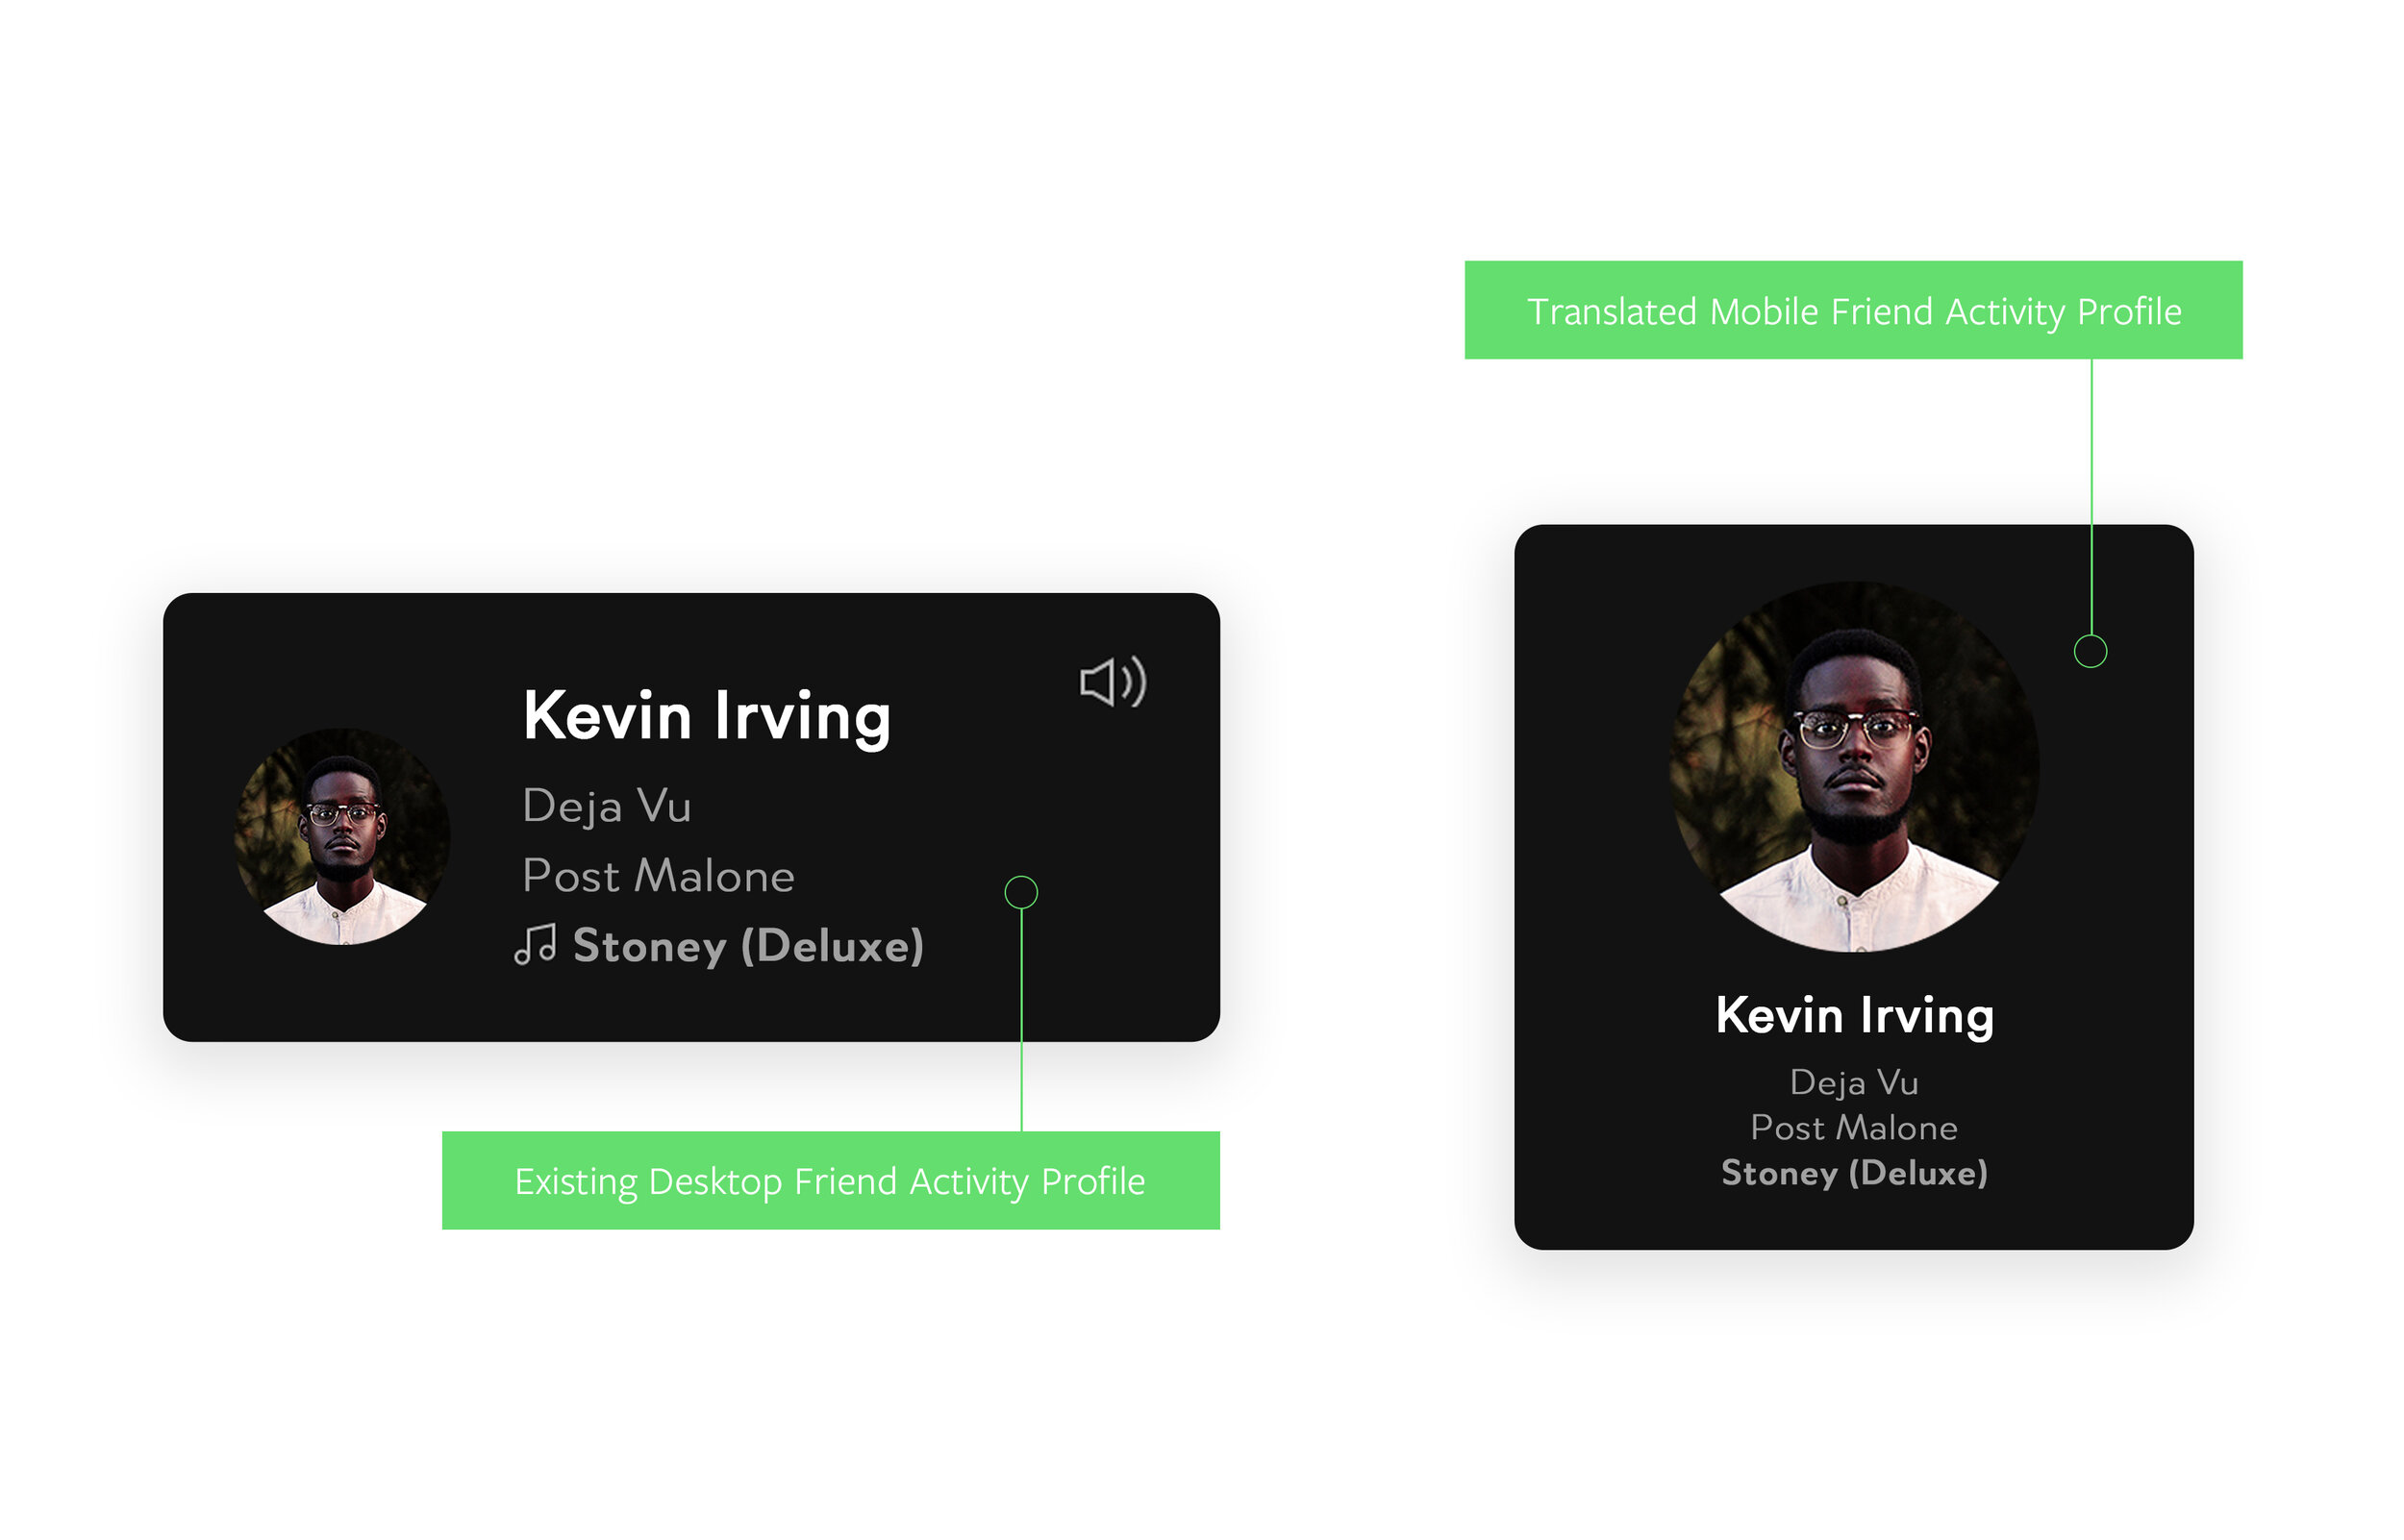 Translated Mobile Friend Activity Profile
Kevin Irving
Deja Vu
Post Malone
Stoney (Deluxe)
Existing Desktop Friend Activity Profile
Kevin Irving
Deja Vu
Post Malone
Stoney (Deluxe)